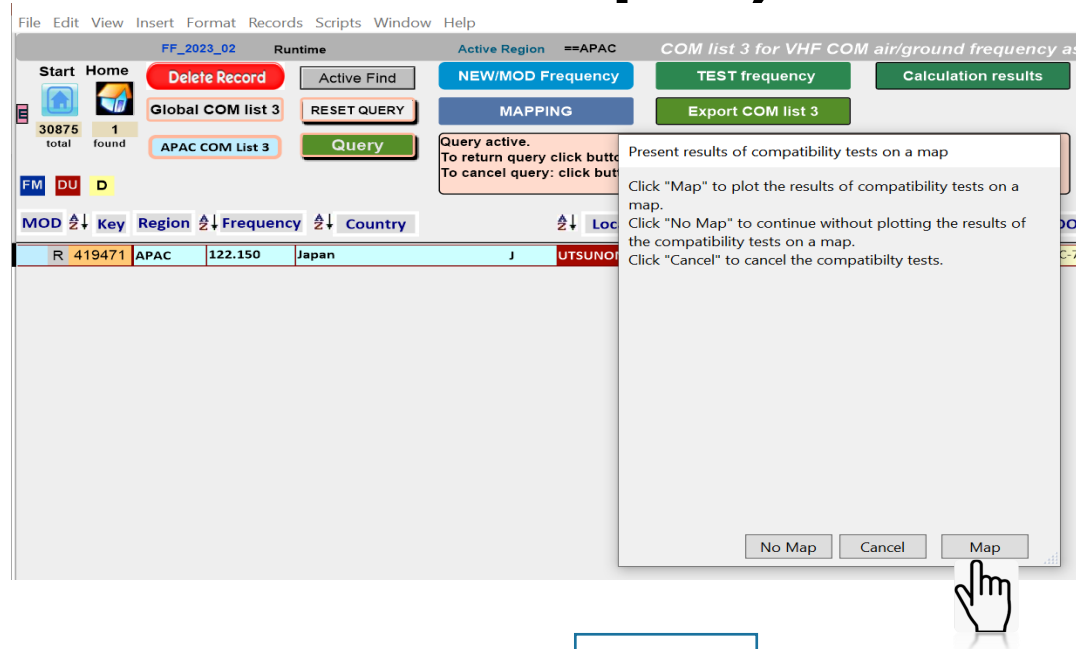 File Edit View Insert Format Records Scripts Window Help
FF_2023_02 Runtime Active Region ==APAC COM list 3 for VHF COM air/ground frequency
Start Home Delete Record Active Find NEW/MOD Frequency TEST frequency Calculation results
E Global COM list 3 RESET QUERY MAPPING Export COM list 3
30875 1
total found APAC COM List 3 Query
Query active.
To return query click
To cancel query: click
FM DU D
MOD Key Region Frequency Country
R 419471 APAC 122.150 Japan J
Present results of compatibility tests on a map
Click "Map" to plot the results of compatibility tests on a
map.
Click "No Map" to continue without plotting the results of
the compatibility tests on a map.
Click "Cancel" to cancel the compatibilty tests.
No Map Cancel Map